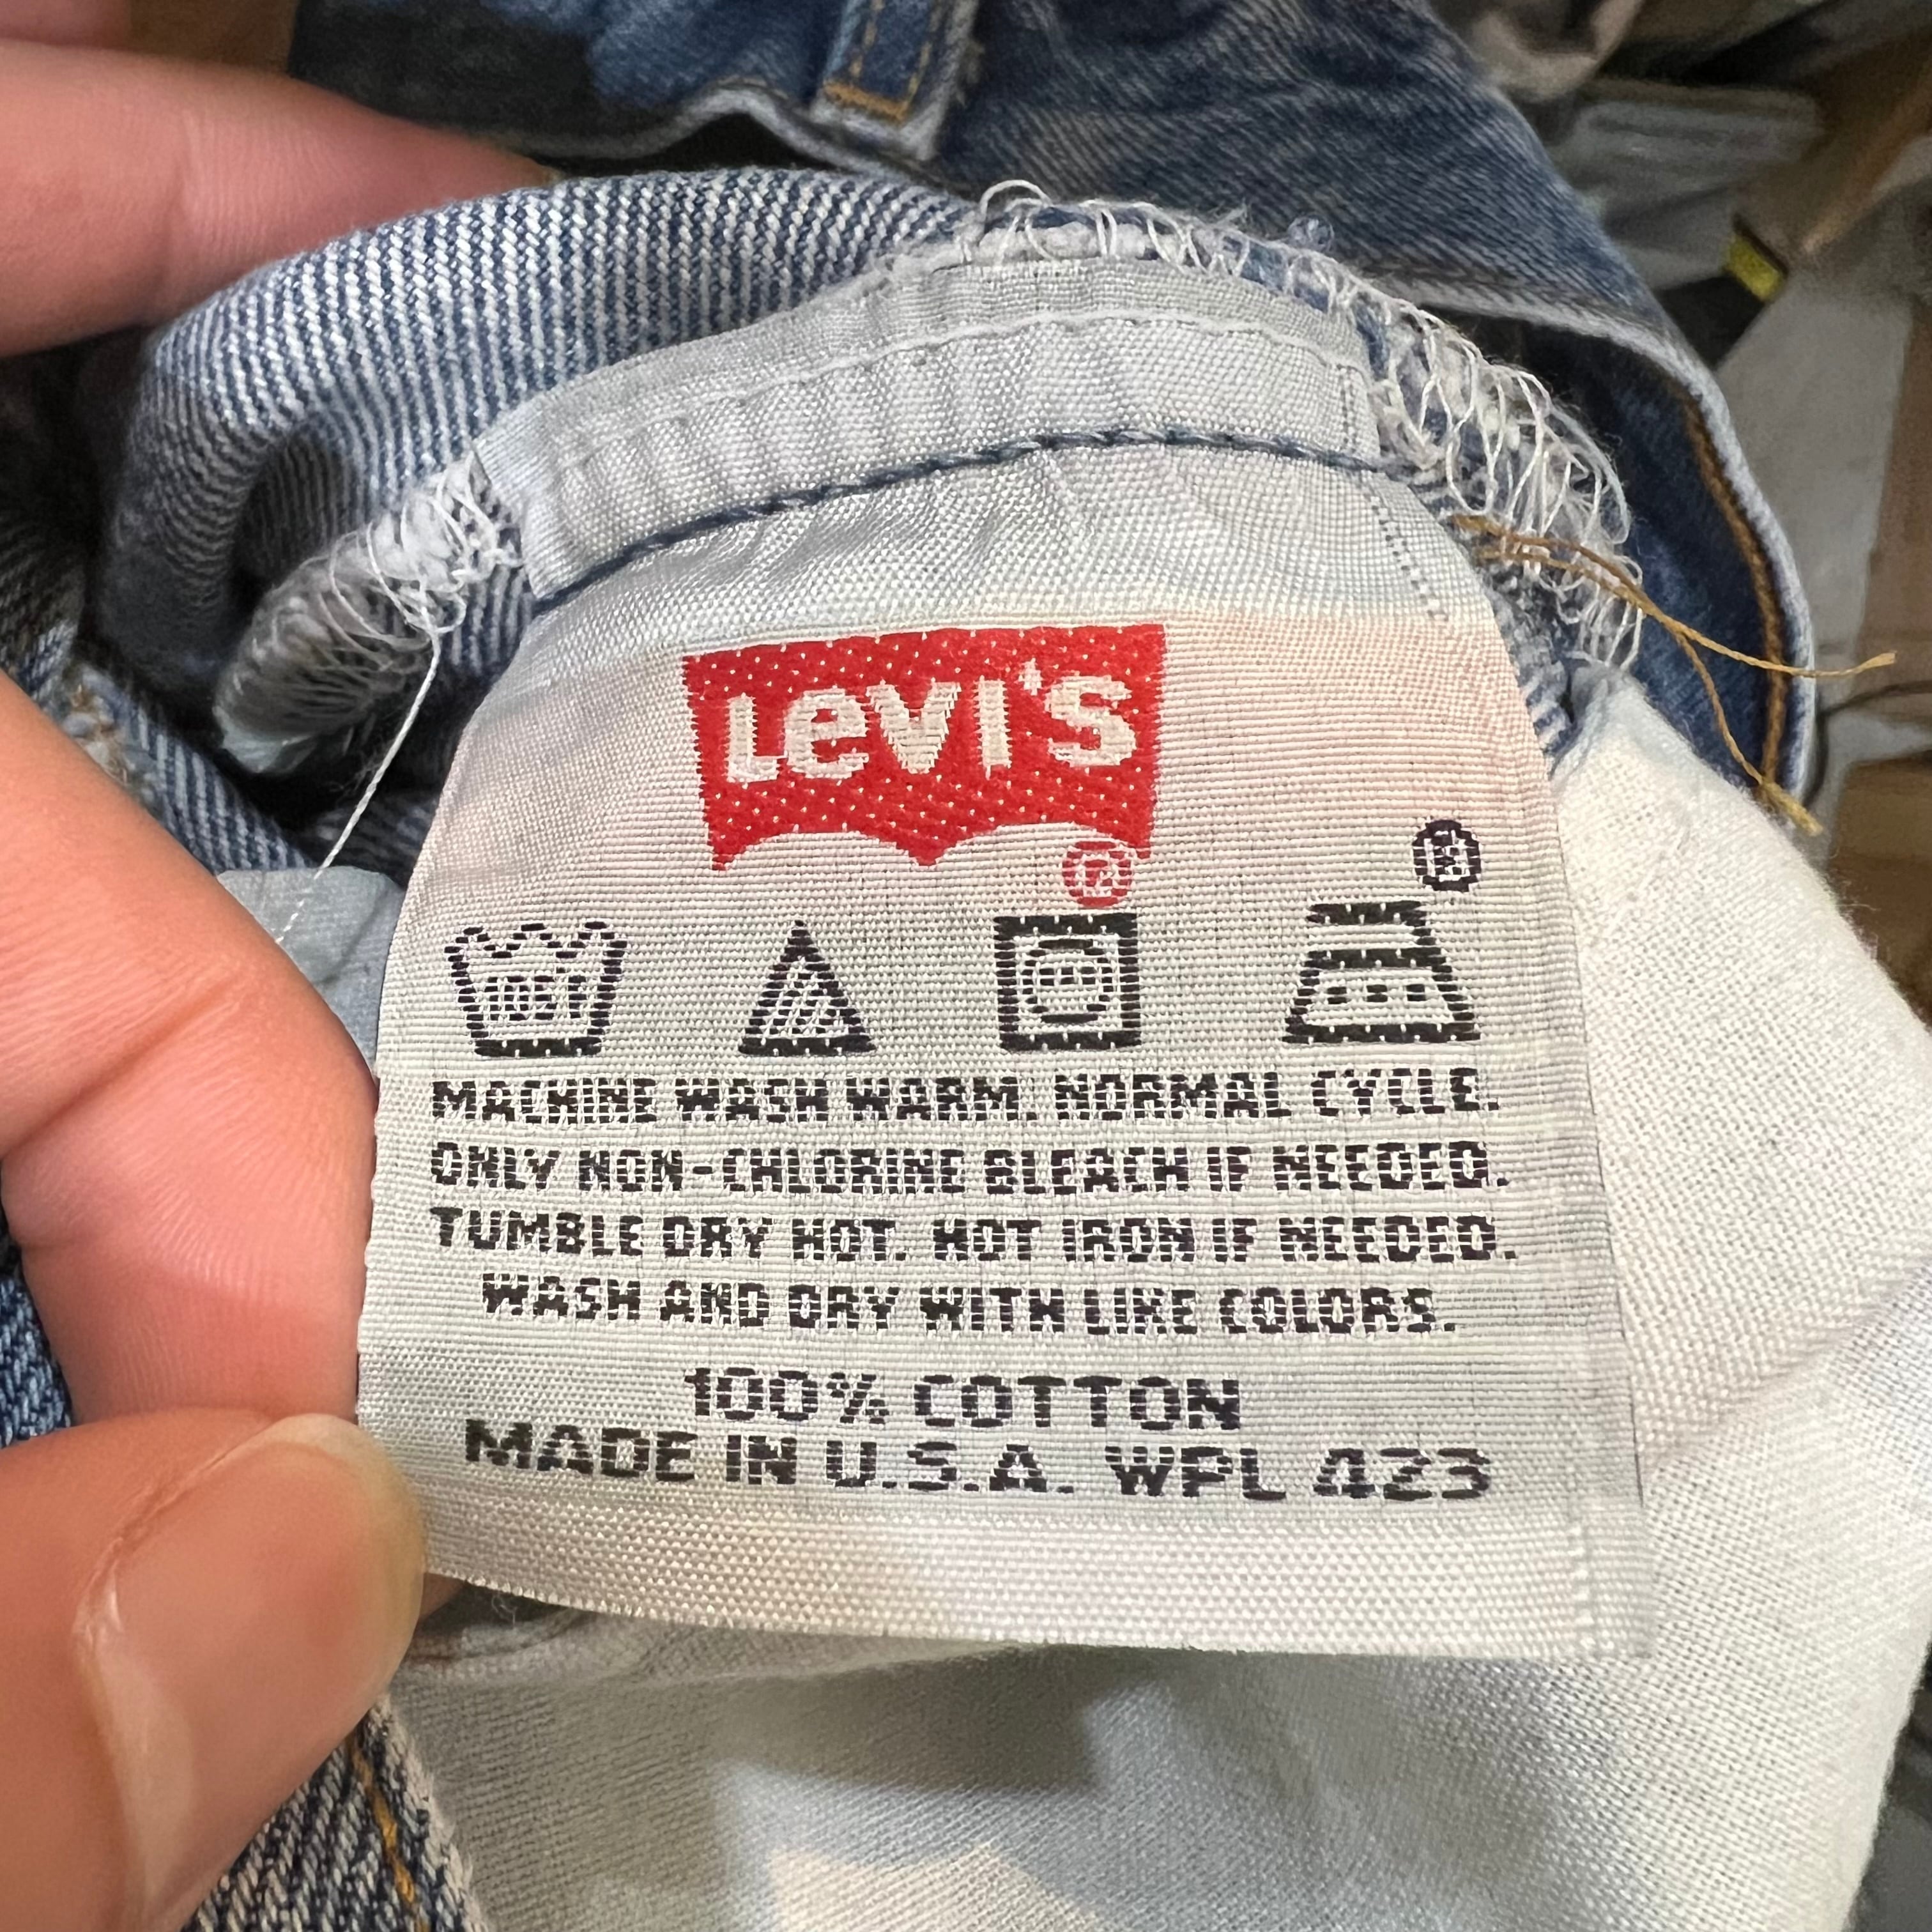 LEVI'S
®
®
105F
MACHINE WASH WARM. NORMAL CYCLE.
ONLY NON-CHLORINE BLEACH IF NEEDED.
TUMBLE DRY HOT. HOT IRON IF NEEDED.
WASH AND DRY WITH LIKE COLORS.
100% COTTON
MADE IN U.S.A. WPL 423